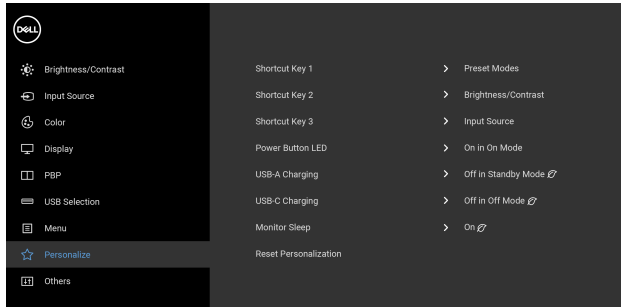 DELL
Brightness/Contrast
Input Source
Color
Display
PBP
USB Selection
Menu
Personalize
Others
Shortcut Key 1 > Preset Modes
Shortcut Key 2 > Brightness/Contrast
Shortcut Key 3 > Input Source
Power Button LED > On in On Mode
USB-A Charging > Off in Standby Mode
USB-C Charging > Off in Off Mode
Monitor Sleep > On
Reset Personalization